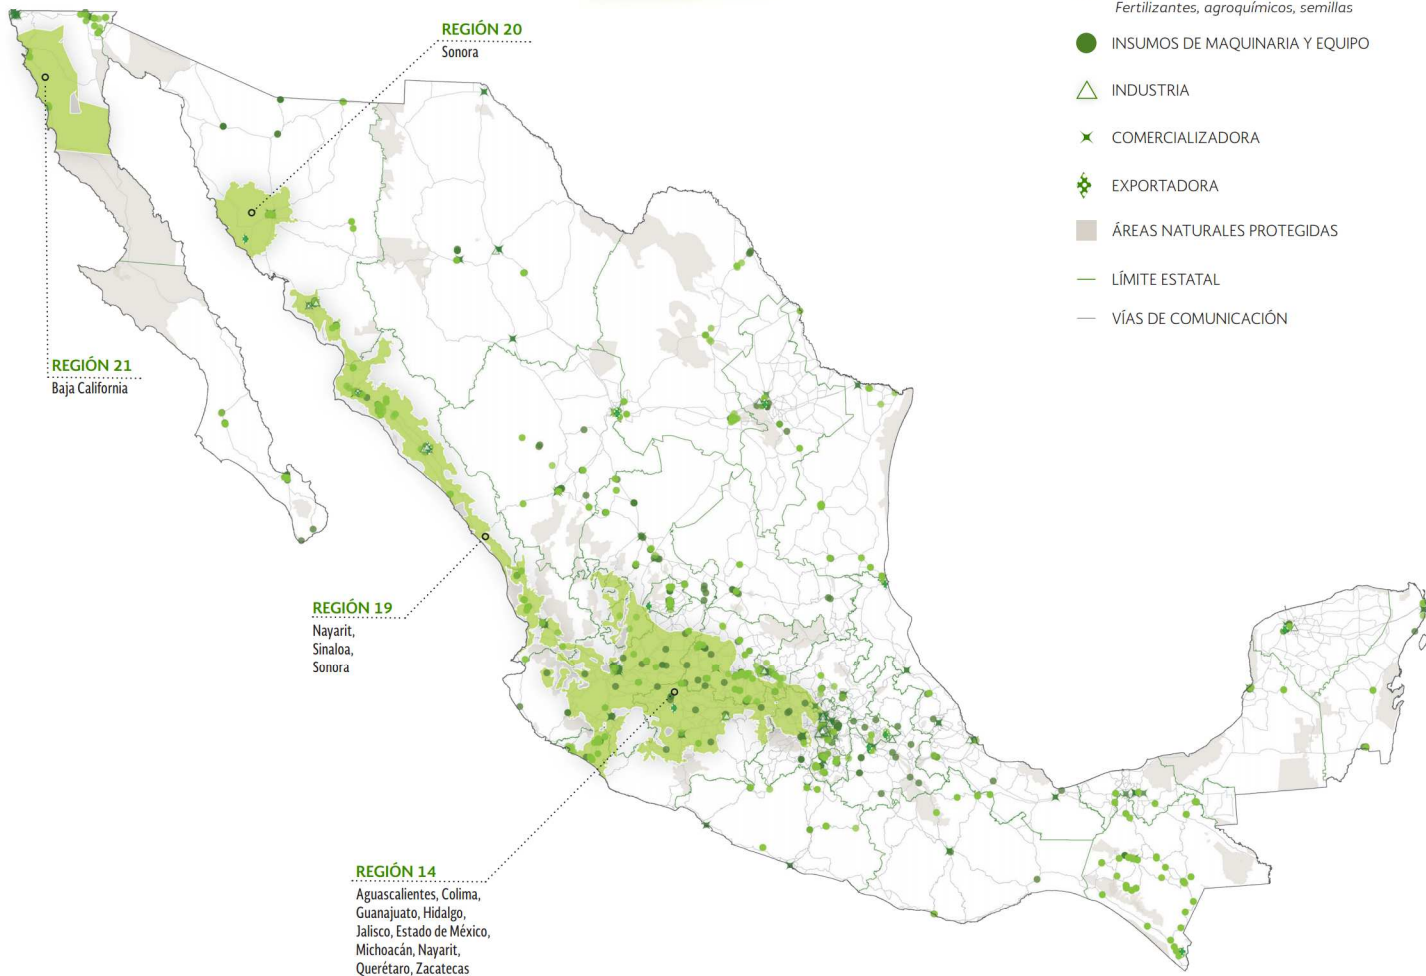 Fertilizantes, agroquímicos, semillas
INSUMOS DE MAQUINARIA Y EQUIPO
INDUSTRIA
COMERCIALIZADORA
EXPORTADORA
ÁREAS NATURALES PROTEGIDAS
LÍMITE ESTATAL
VÍAS DE COMUNICACIÓN
REGIÓN 20
Sonora
REGIÓN 21
Baja California
REGIÓN 19
Nayarit,
Sinaloa,
Sonora
REGIÓN 14
Aguascalientes, Colima,
Guanajuato, Hidalgo,
Jalisco, Estado de México,
Michoacán, Nayarit,
Querétaro, Zacatecas